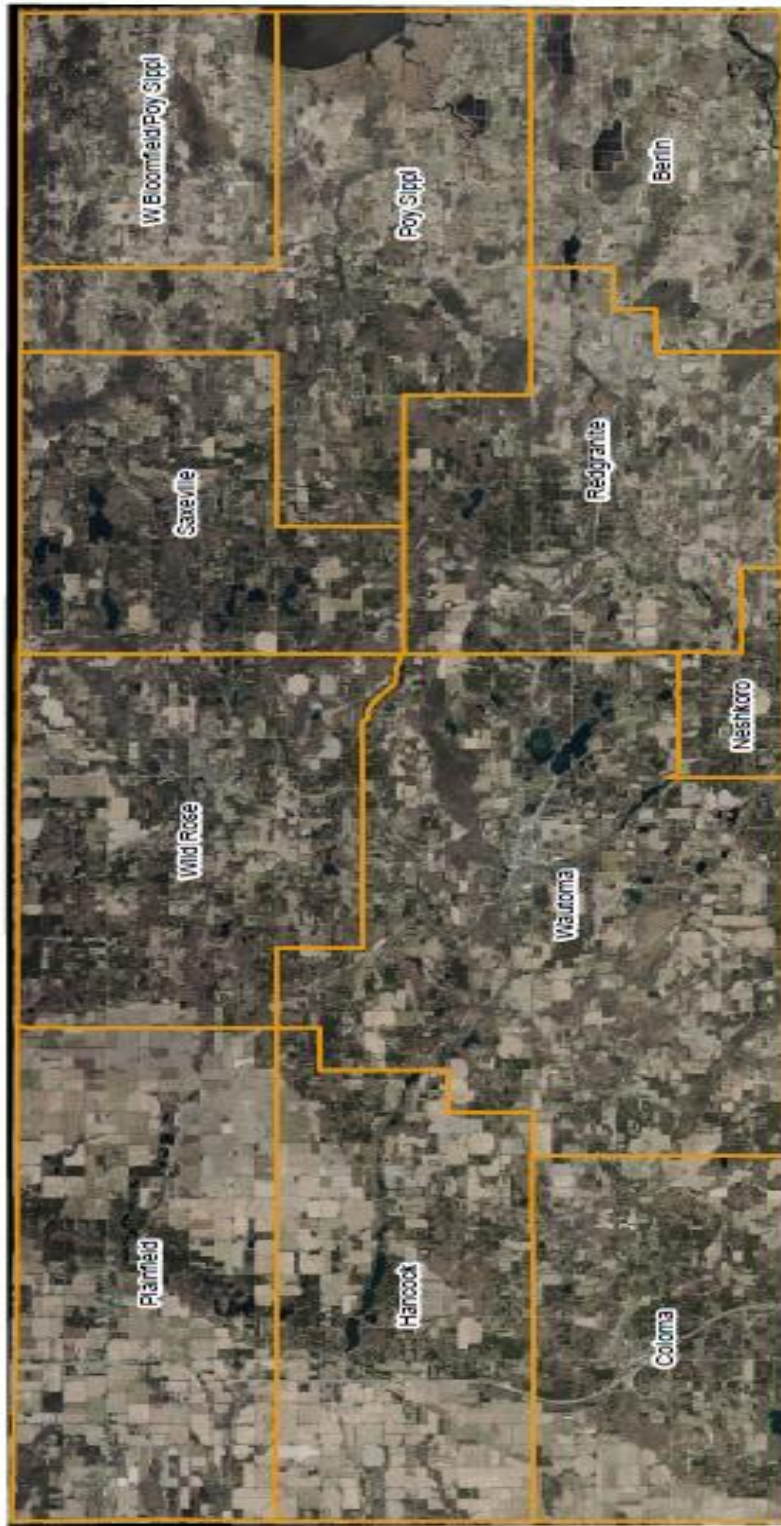 Plainfield
Wild Rose
Saxeville
W Bloomfield/Poy Sippi
Hancock
Poy Sippi
Coloma
Wautoma
Neshkoro
Redgranite
Berlin